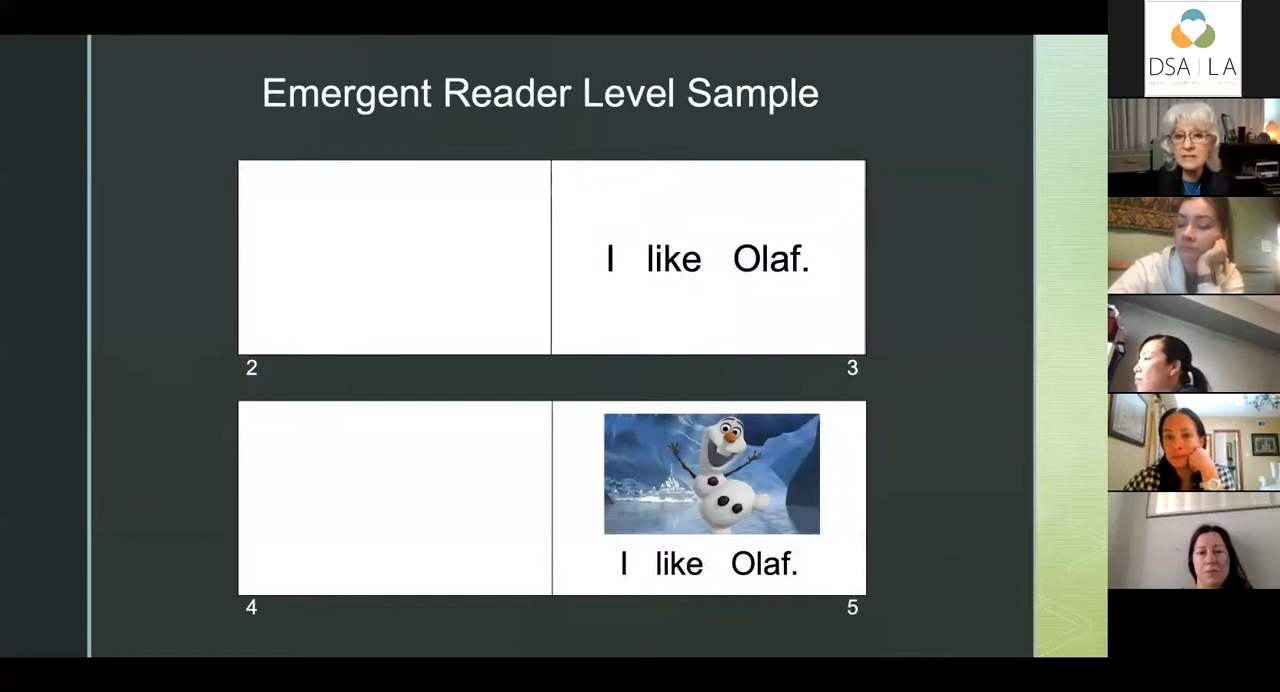 Emergent Reader Level Sample
I like Olaf.
2
3
I like Olaf.
4
5
DSA | LA